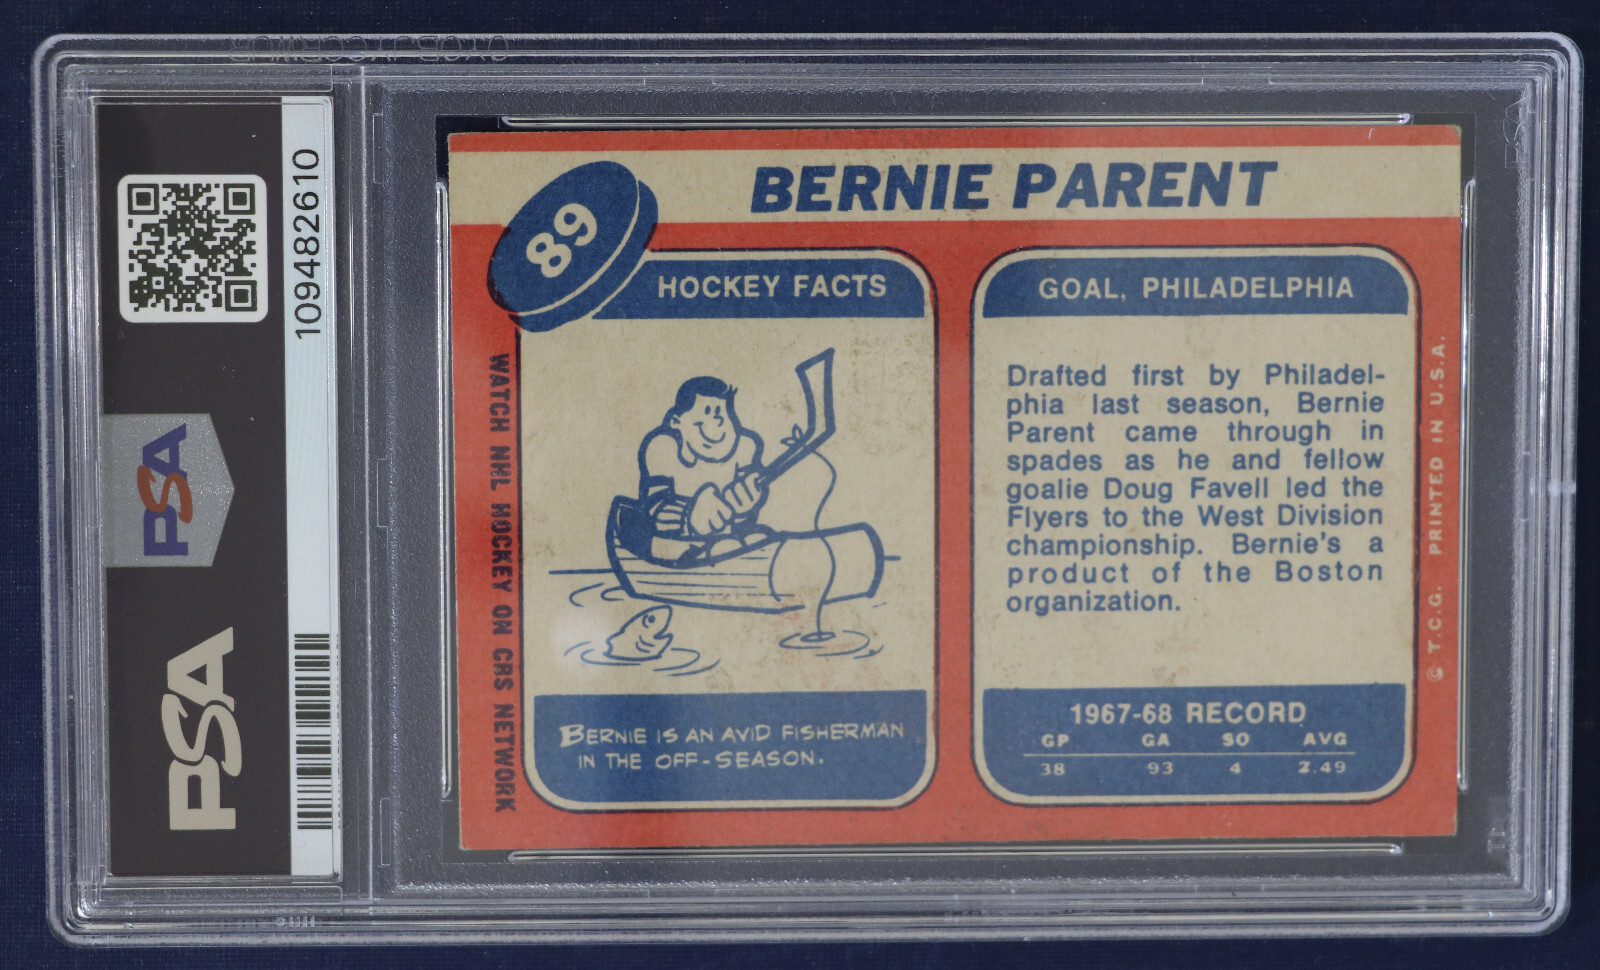 109482610
PSA
PSA
BERNIE PARENT
89
HOCKEY FACTS
WATCH NHL HOCKEY ON CBS NETWORK
BERNIE IS AN AVID FISHERMAN
IN THE OFF-SEASON.
GOAL, PHILADELPHIA
Drafted first by Philadel-
phia last season, Bernie
Parent came through in
spades as he and fellow
goalie Doug Favell led the
Flyers to the West Division
championship. Bernie's a
product of the Boston
organization.
1967-68 RECORD
GP GA SO AVG
38 93 4 2.49
© T.C.G. PRINTED IN U.S.A.